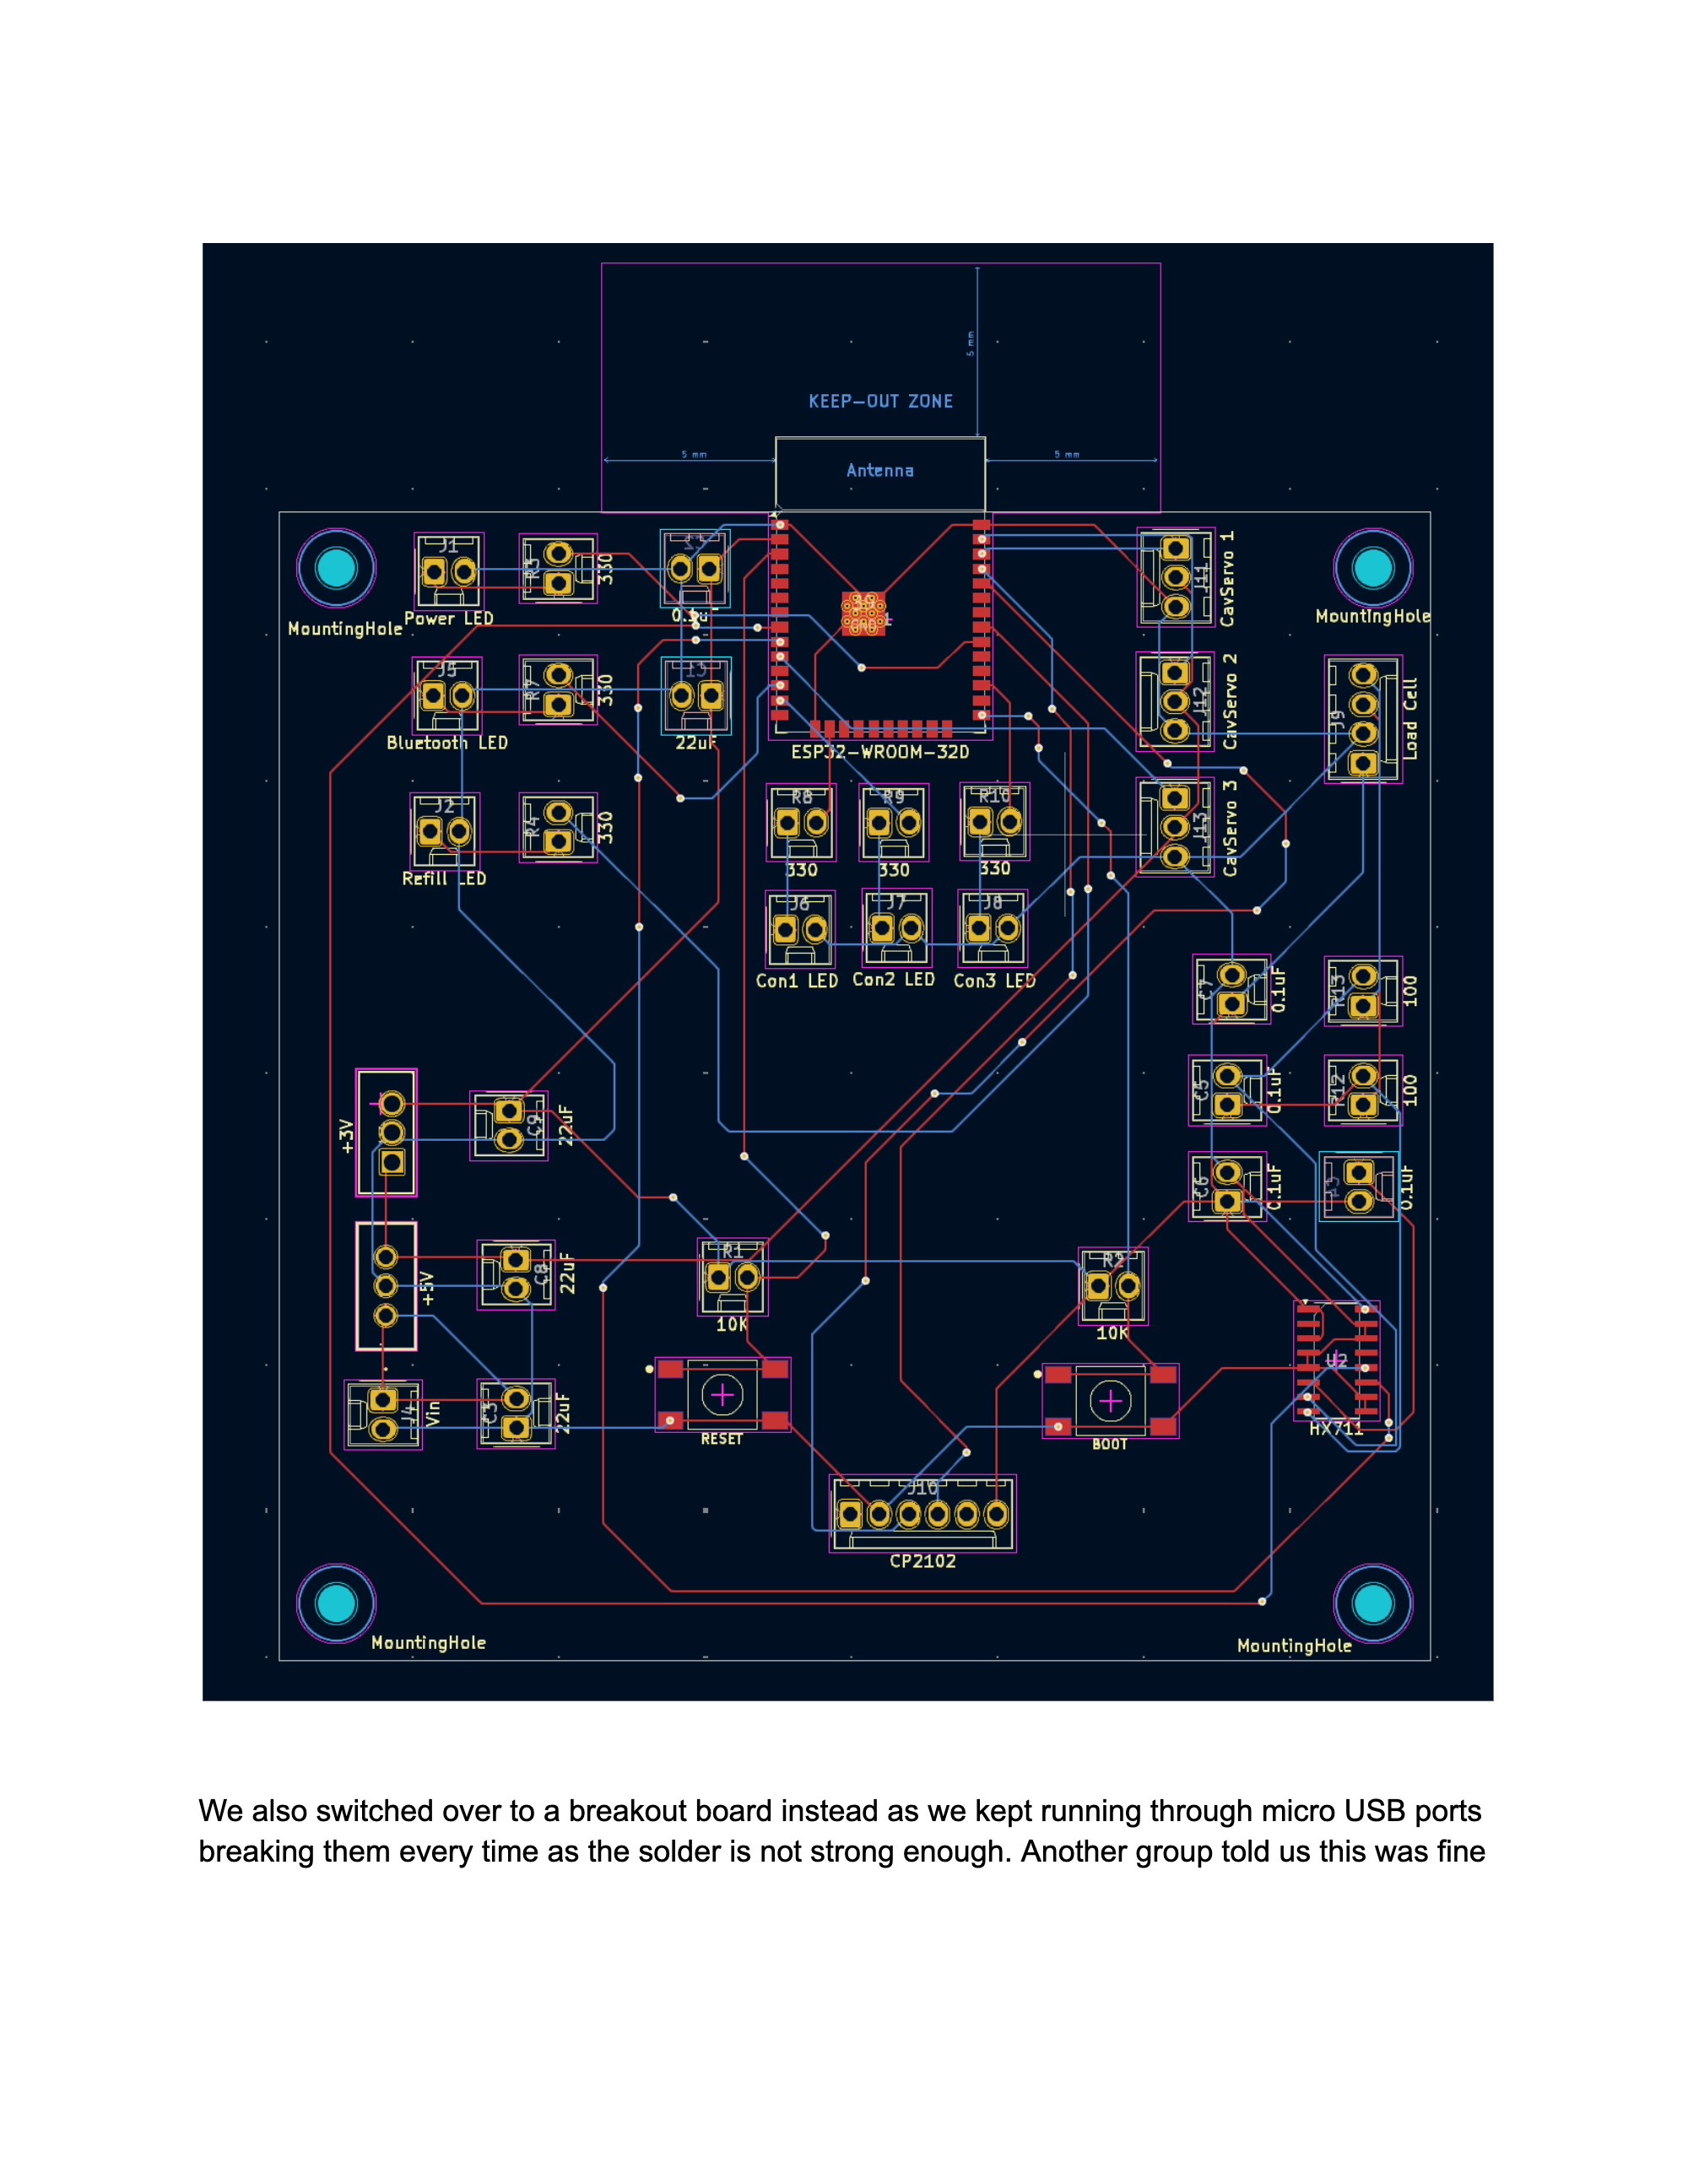 5 mm
KEEP-OUT ZONE
5 mm
5 mm
Antenna
J1
R3
330
Power LED
MountingHole
J11
CavServo 1
MountingHole
J5
R7
330
Bluetooth LED
22uF
ESP32-WROOM-32D
J12
CavServo 2
J9
Load Cell
J2
R4
330
Refill LED
R8
R9
R10
330
330
330
J13
CavServo 3
J6
J7
J8
Con1 LED
Con2 LED
Con3 LED
C7
0.1uF
R13
100
C5
0.1uF
R12
100
+3V
C9
22uF
C6
0.1uF
0.1uF
+5V
C8
22uF
R1
10K
R2
10K
J4
Vin
C3
22uF
RESET
BOOT
U2
HX711
J10
CP2102
MountingHole
MountingHole
We also switched over to a breakout board instead as we kept running through micro USB ports
breaking them every time as the solder is not strong enough. Another group told us this was fine